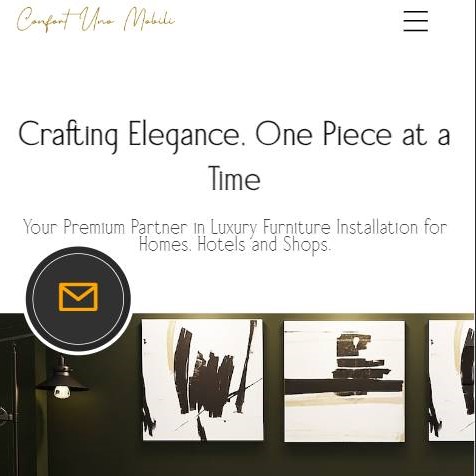 Confort Uno Mobili
Crafting Elegance. One Piece at a
Time
Your Premium Partner in Luxury Furniture Installation for
Homes. Hotels and Shops.